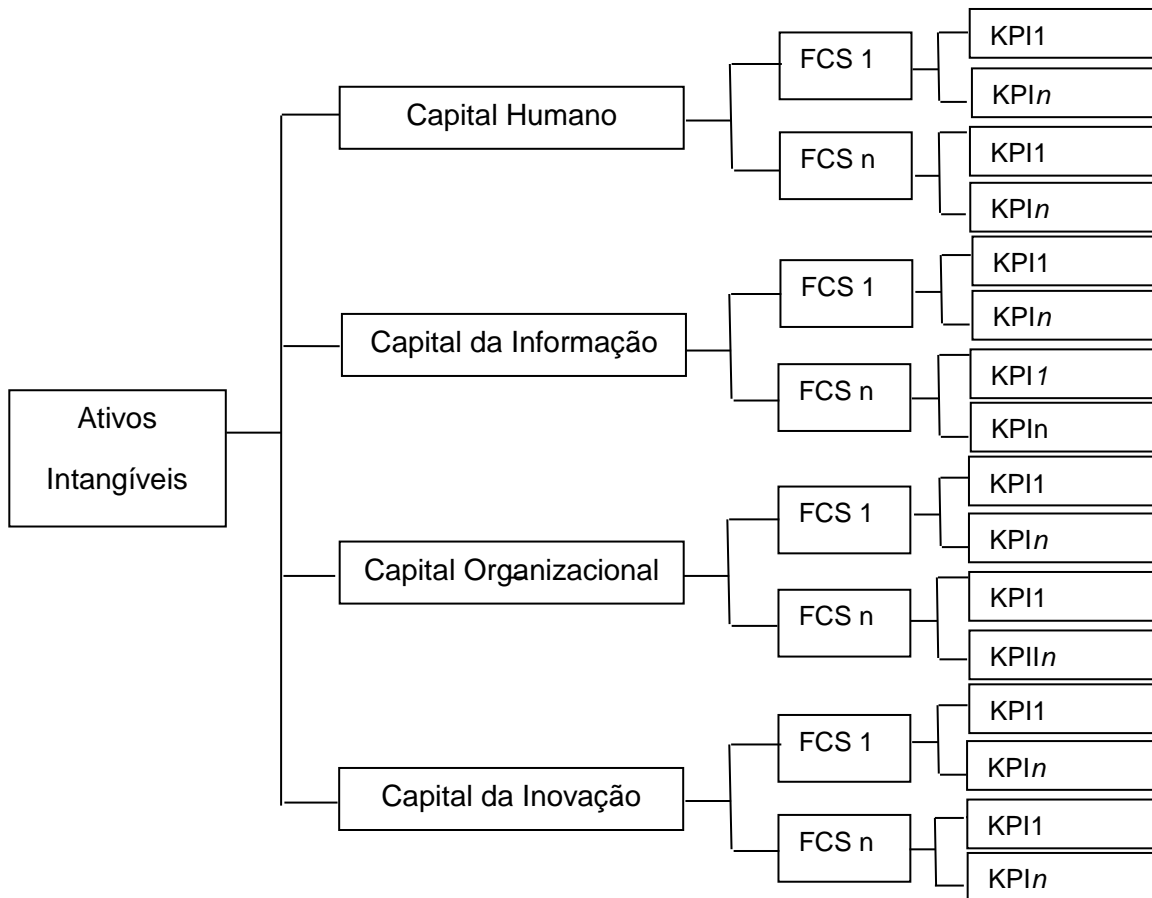 Ativos
Intangíveis
Capital Humano
FCS 1
KPI1
KPIn
FCS n
KPI1
KPIn
Capital da Informação
FCS 1
KPI1
KPIn
FCS n
KPI1
KPIn
Capital Organizacional
FCS 1
KPI1
KPIn
FCS n
KPI1
KPIIn
Capital da Inovação
FCS 1
KPI1
KPIn
FCS n
KPI1
KPIn